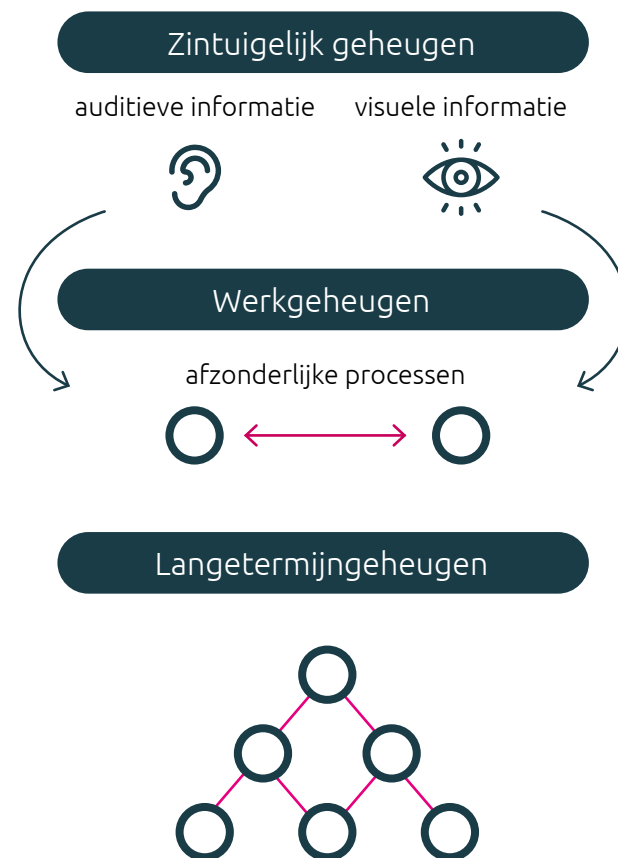 Zintuigelijk geheugen
auditieve informatie visuele informatie
Werkgeheugen
afzonderlijke processen
Langetermijngeheugen